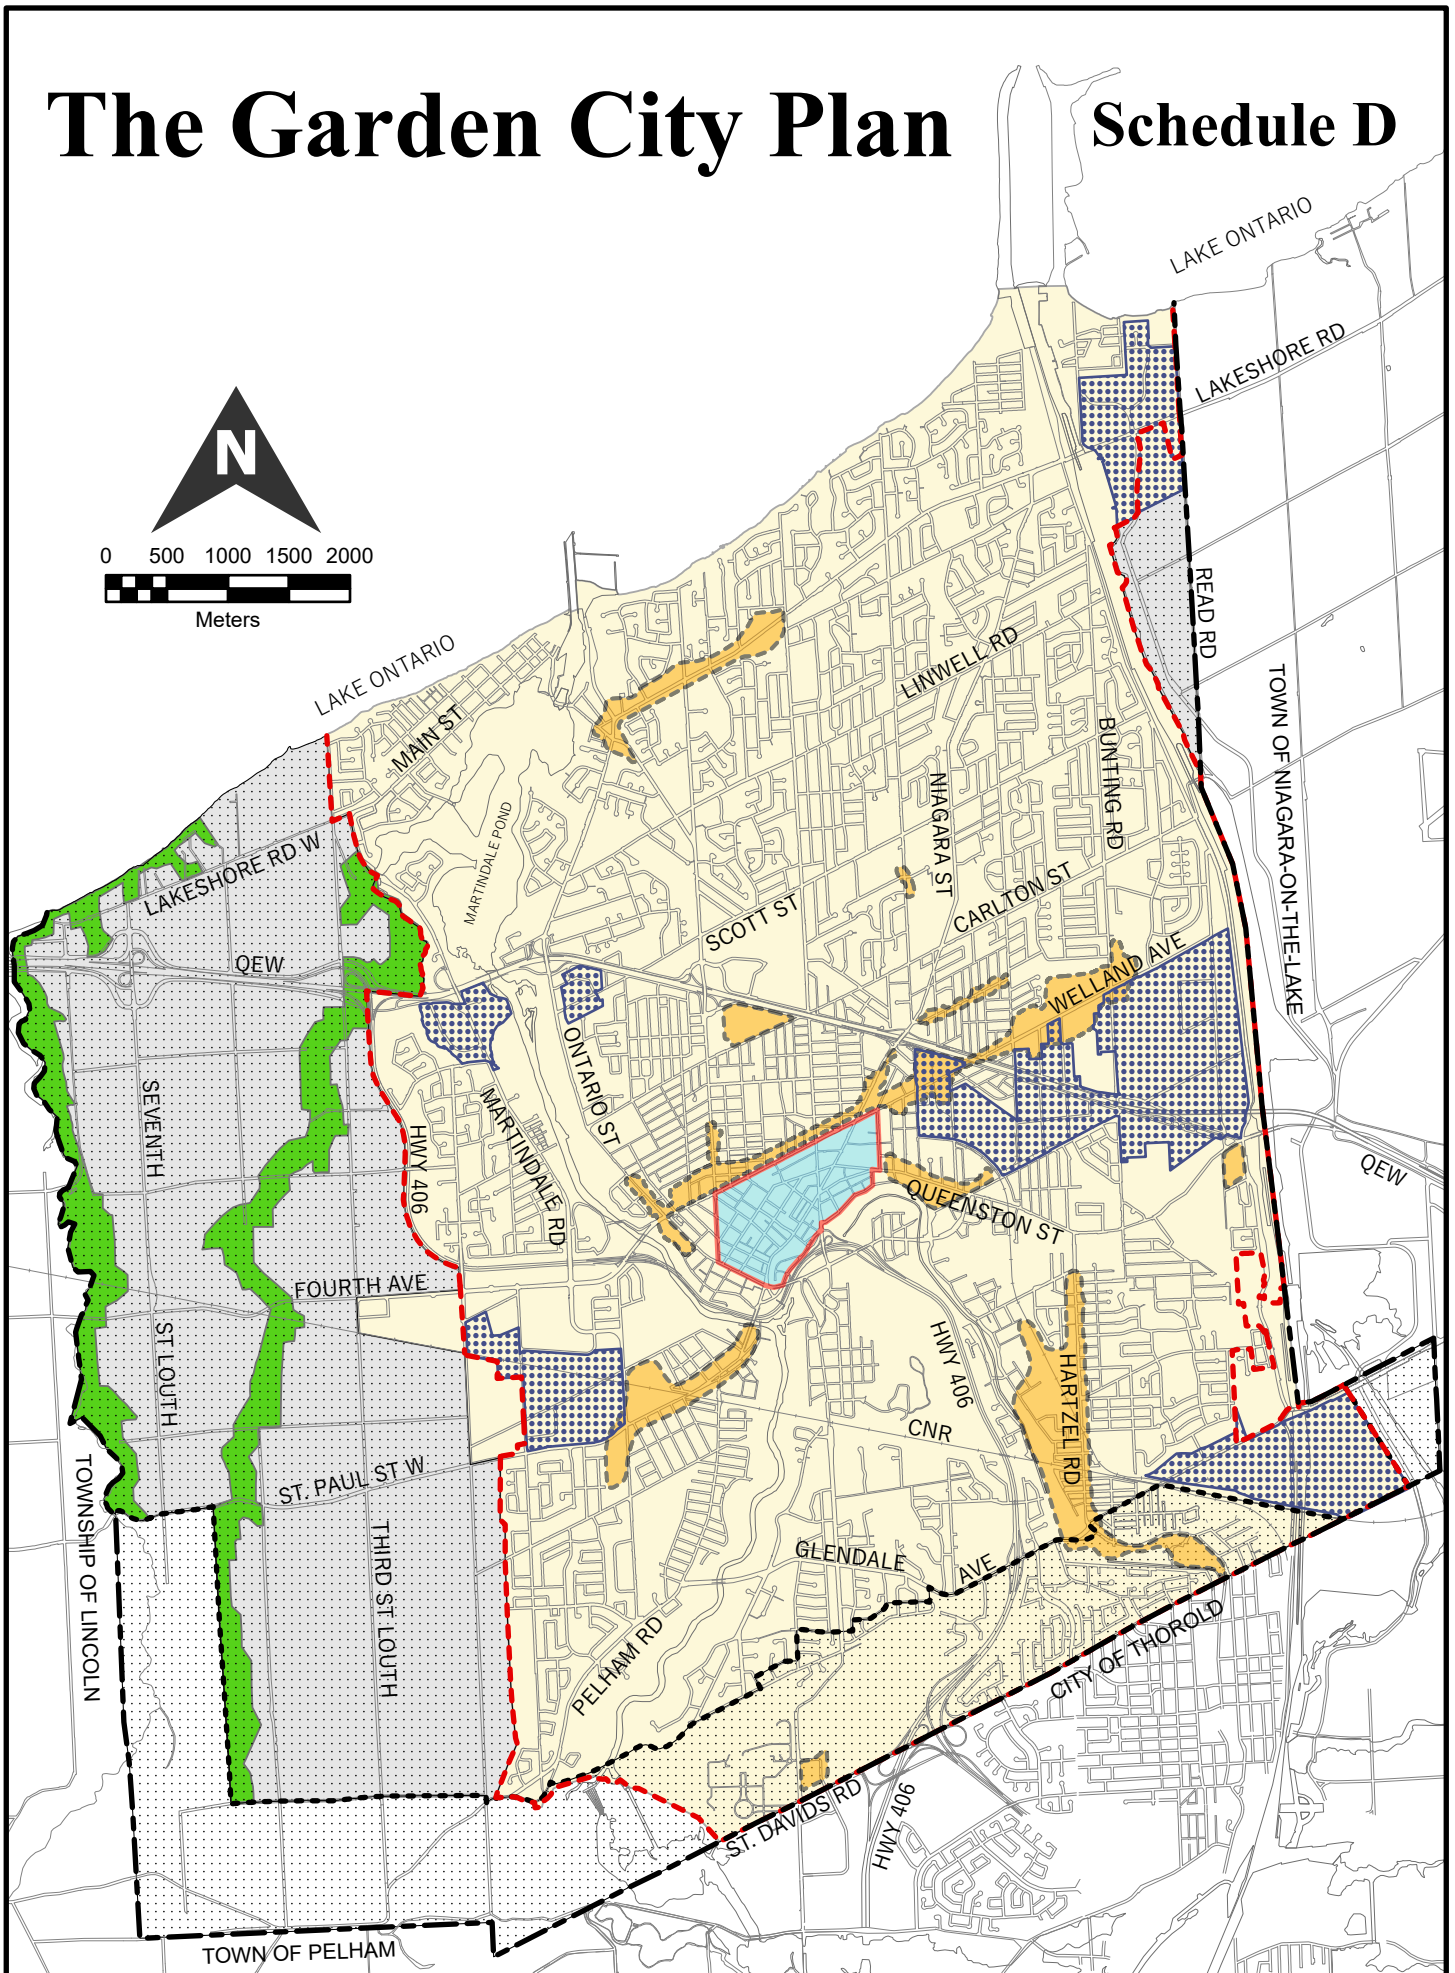 The Garden City Plan
Schedule D
LAKE ONTARIO
LAKESHORE RD
N
0 500 1000 1500 2000
Meters
READ RD
LAKE ONTARIO
LINWELL RD
MAIN ST
TOWN OF NIAGARA-ON-THE-LAKE
BUNTING RD
NIAGARA ST
MARTINDALE POND
LAKESHORE RD W
CARLTON ST
SCOTT ST
QEW
WELLAND AVE
ONTARIO ST
SEVENTH
ST LOUTH
MARTINDALE RD
HWY 406
QEW
QUEENSTON ST
FOURTH AVE
HWY 406
HARTZEL RD
CNR
ST. PAUL ST W
TOWNSHIP OF LINCOLN
THIRD ST LOUTH
GLENDALE AVE
PELHAM RD
CITY OF THOROLD
ST. DAVIDS RD
HWY 406
TOWN OF PELHAM